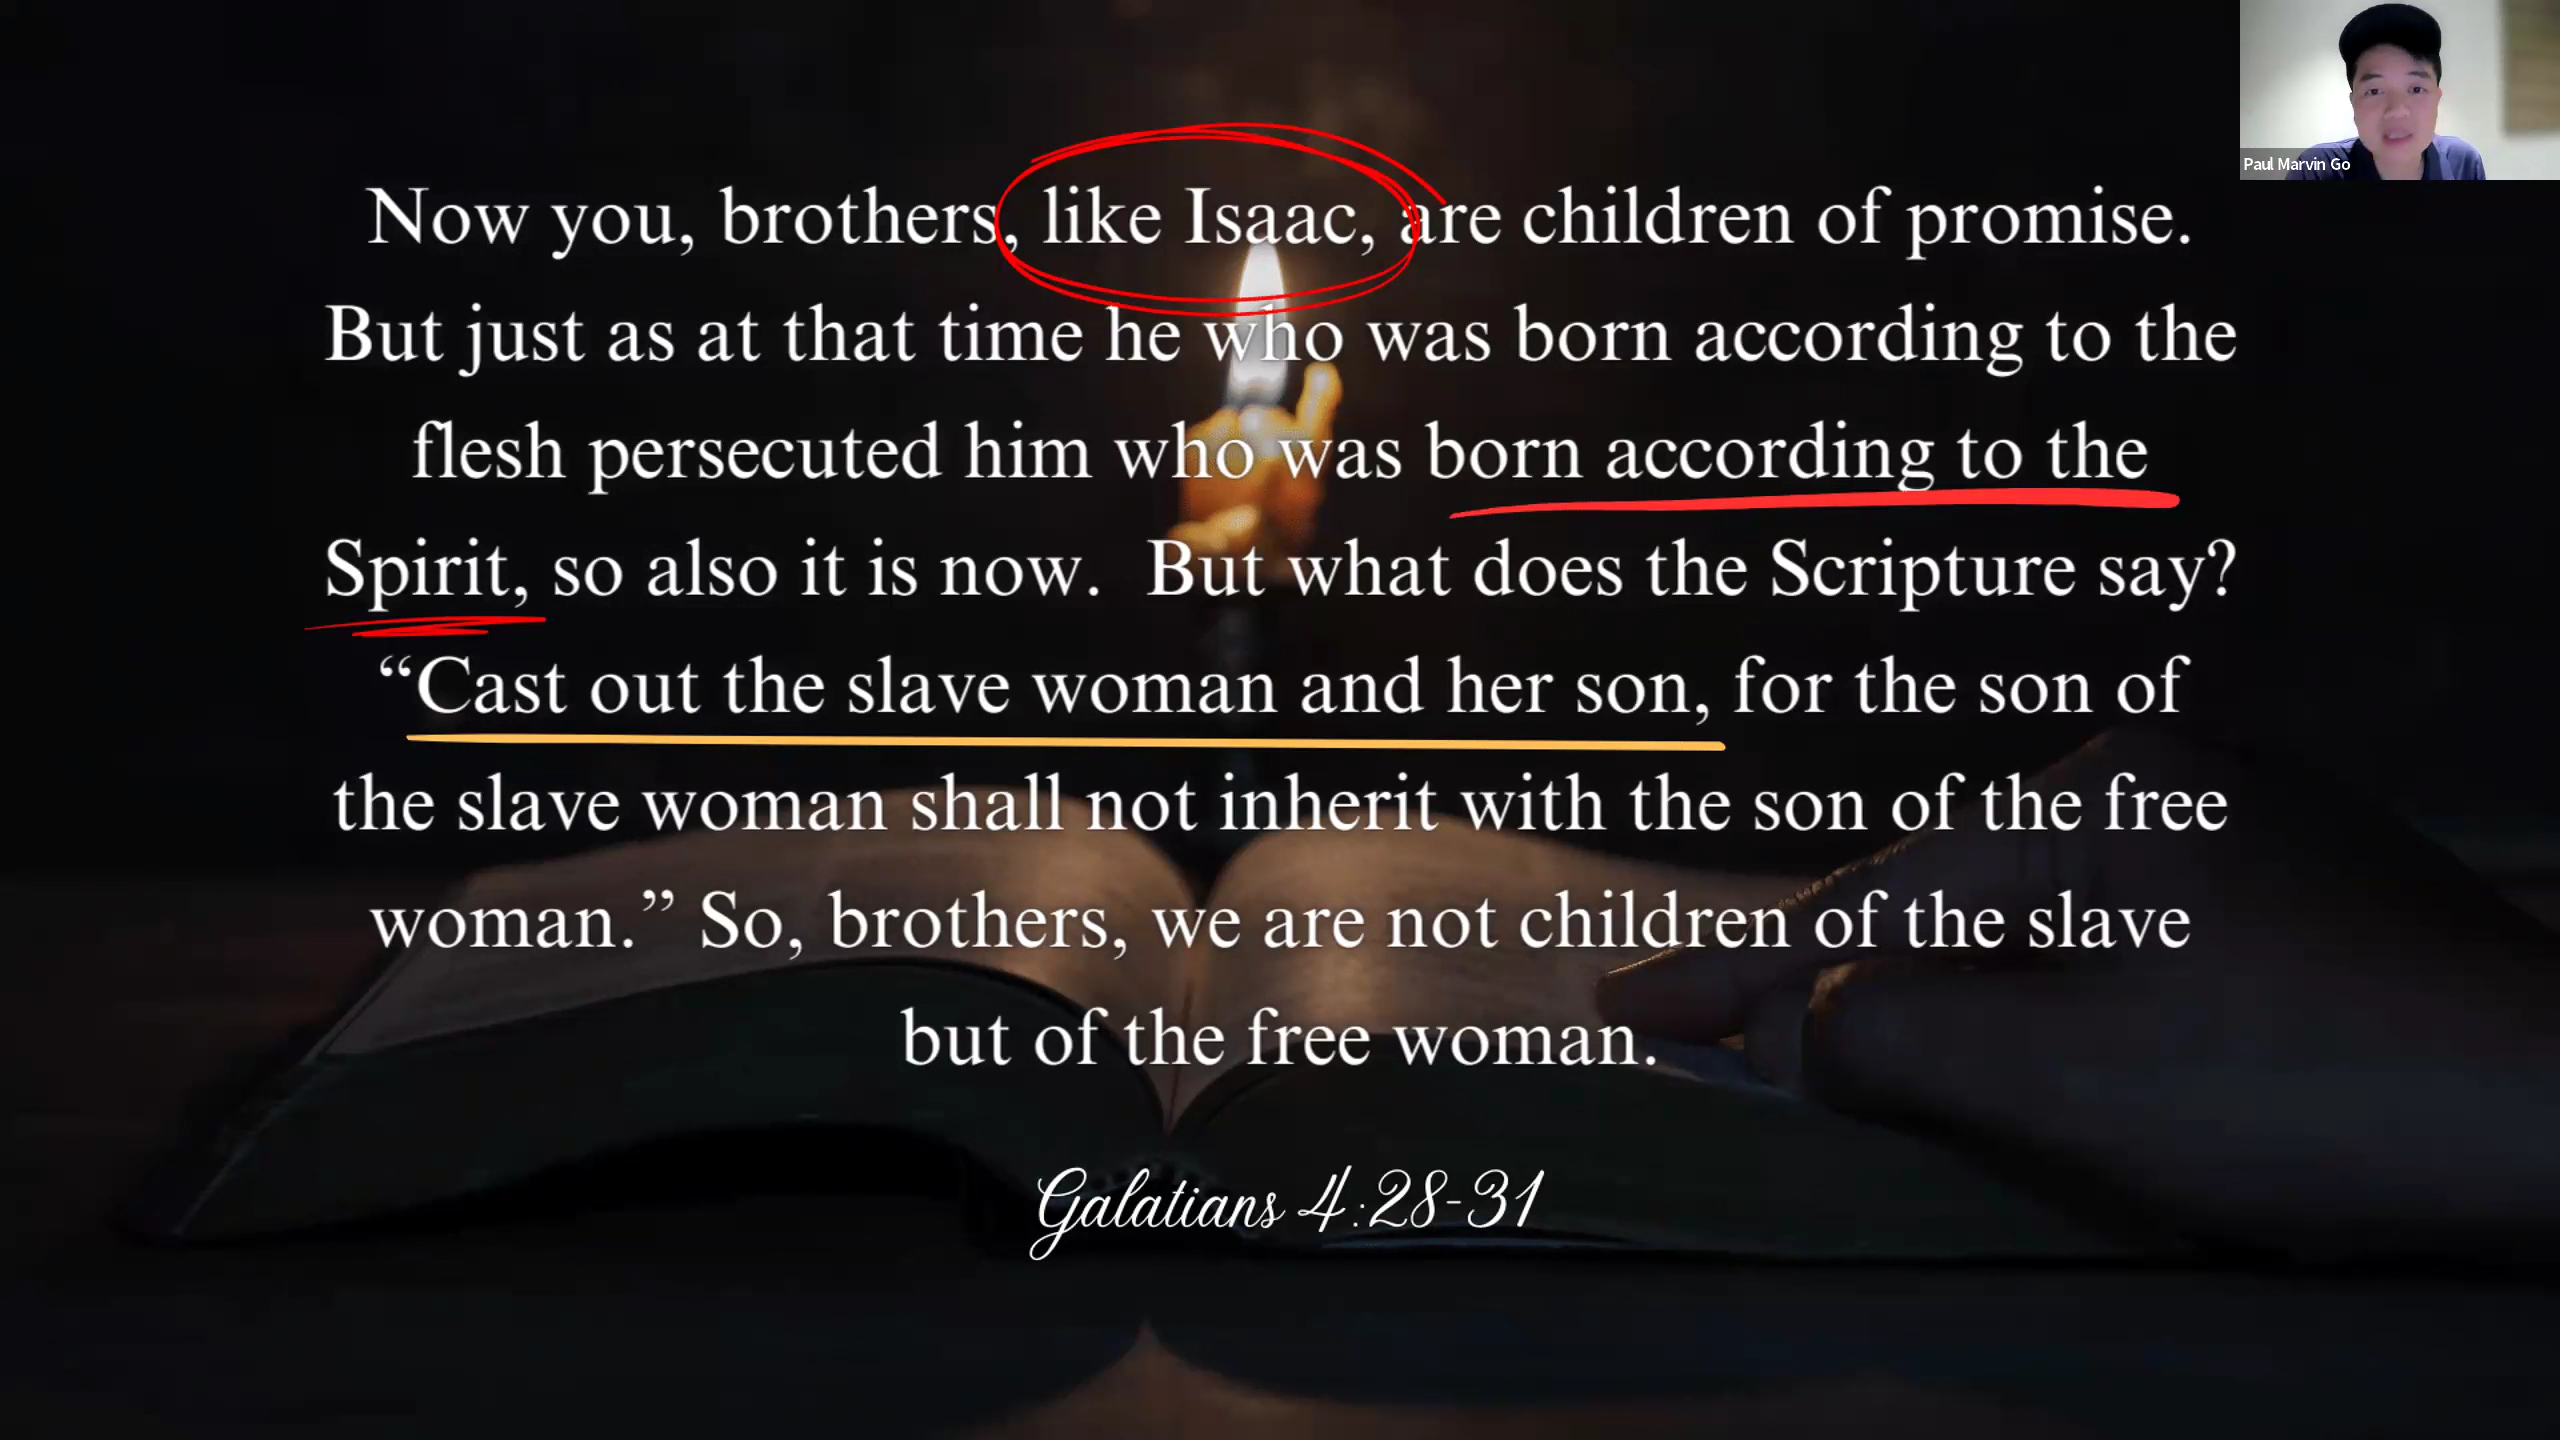 Paul Marvin Go
Now you, brothers, like Isaac, are children of promise.
But just as at that time he who was born according to the
flesh persecuted him who was born according to the
Spirit, so also it is now.  But what does the Scripture say?
“Cast out the slave woman and her son, for the son of
the slave woman shall not inherit with the son of the free
woman.” So, brothers, we are not children of the slave
but of the free woman.
Galatians 4:28-31